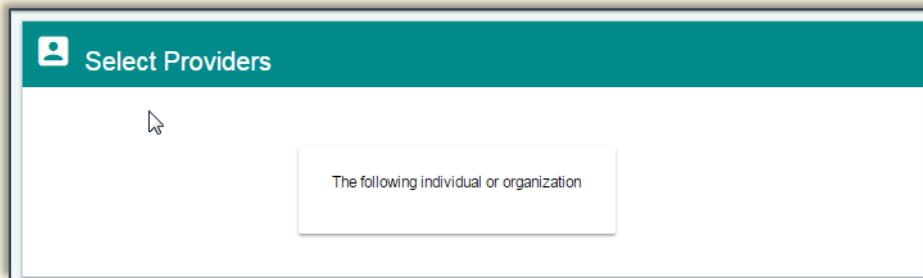 Select Providers
The following individual or organization